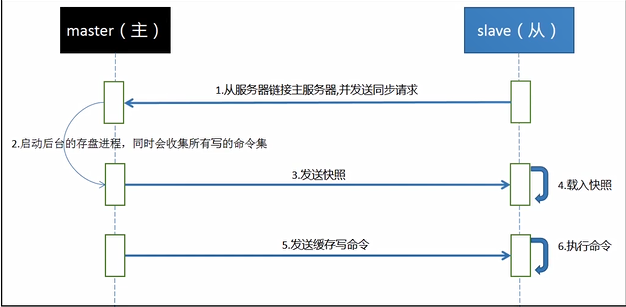 master（主）
slave（从）
1.从服务器链接主服务器,并发送同步请求
2.启动后台的存盘进程，同时会收集所有写的命令集
3.发送快照
4.载入快照
5.发送缓存写命令
6.执行命令